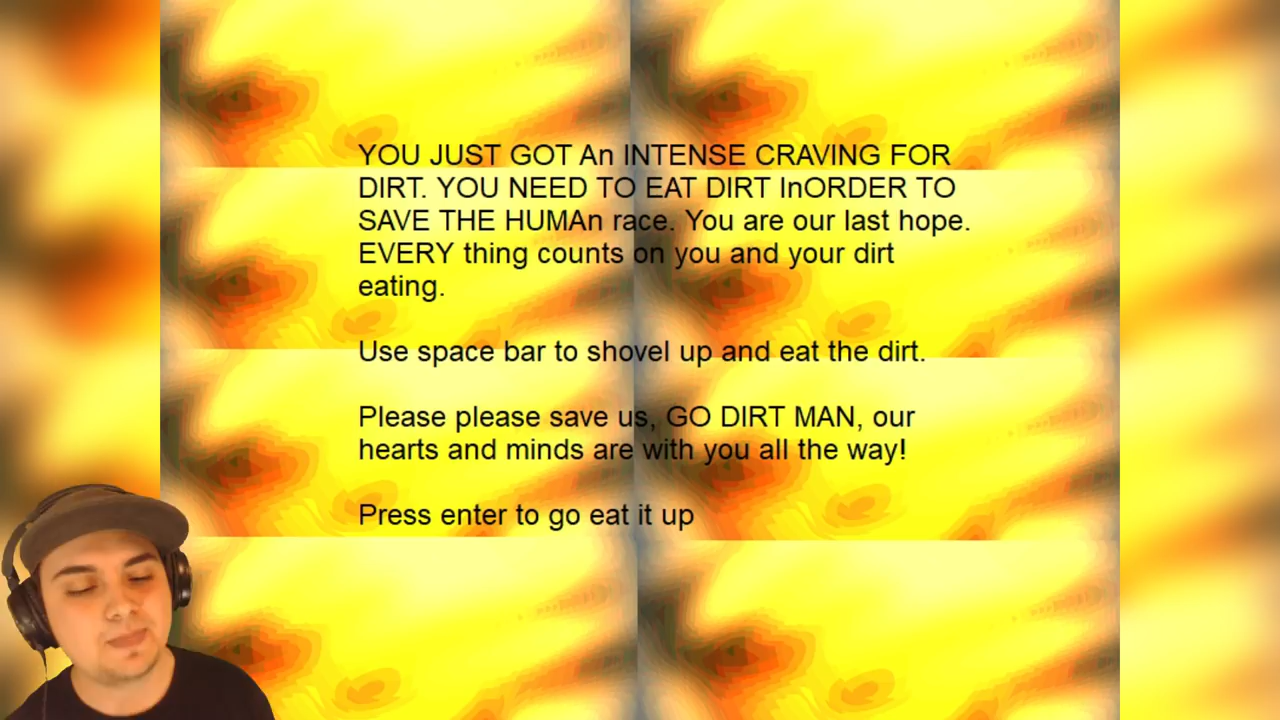 YOU JUST GOT An INTENSE CRAVING FOR
DIRT. YOU NEED TO EAT DIRT InORDER TO
SAVE THE HUMAn race. You are our last hope.
EVERY thing counts on you and your dirt
eating.
Use space bar to shovel up and eat the dirt.
Please please save us, GO DIRT MAN, our
hearts and minds are with you all the way!
Press enter to go eat it up